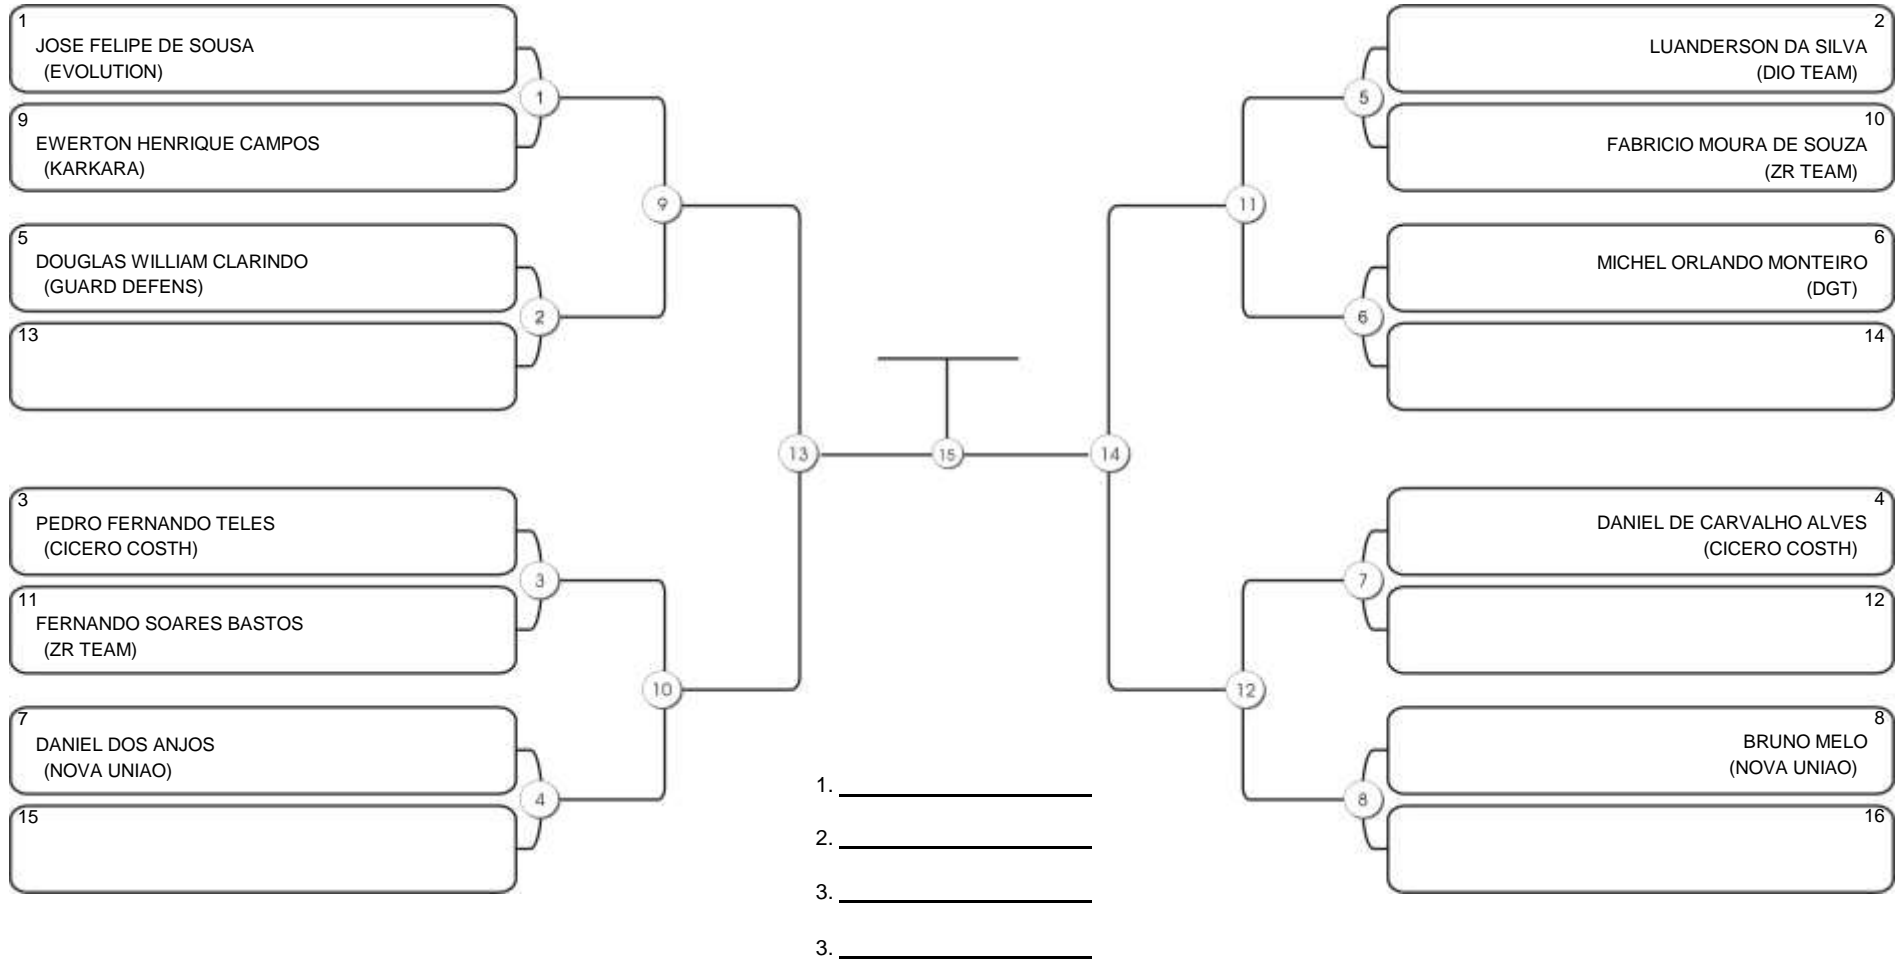 1
JOSE FELIPE DE SOUSA
(EVOLUTION)
9
EWERTON HENRIQUE CAMPOS
(KARKARA)
1
5
DOUGLAS WILLIAM CLARINDO
(GUARD DEFENS)
13
2
9
3
PEDRO FERNANDO TELES
(CICERO COSTH)
11
FERNANDO SOARES BASTOS
(ZR TEAM)
3
7
DANIEL DOS ANJOS
(NOVA UNIAO)
15
4
10
13
15
14
2
LUANDERSON DA SILVA
(DIO TEAM)
10
FABRICIO MOURA DE SOUZA
(ZR TEAM)
5
6
MICHEL ORLANDO MONTEIRO
(DGT)
14
6
11
4
DANIEL DE CARVALHO ALVES
(CICERO COSTH)
12
7
8
BRUNO MELO
(NOVA UNIAO)
16
8
12
1.
2.
3.
3.